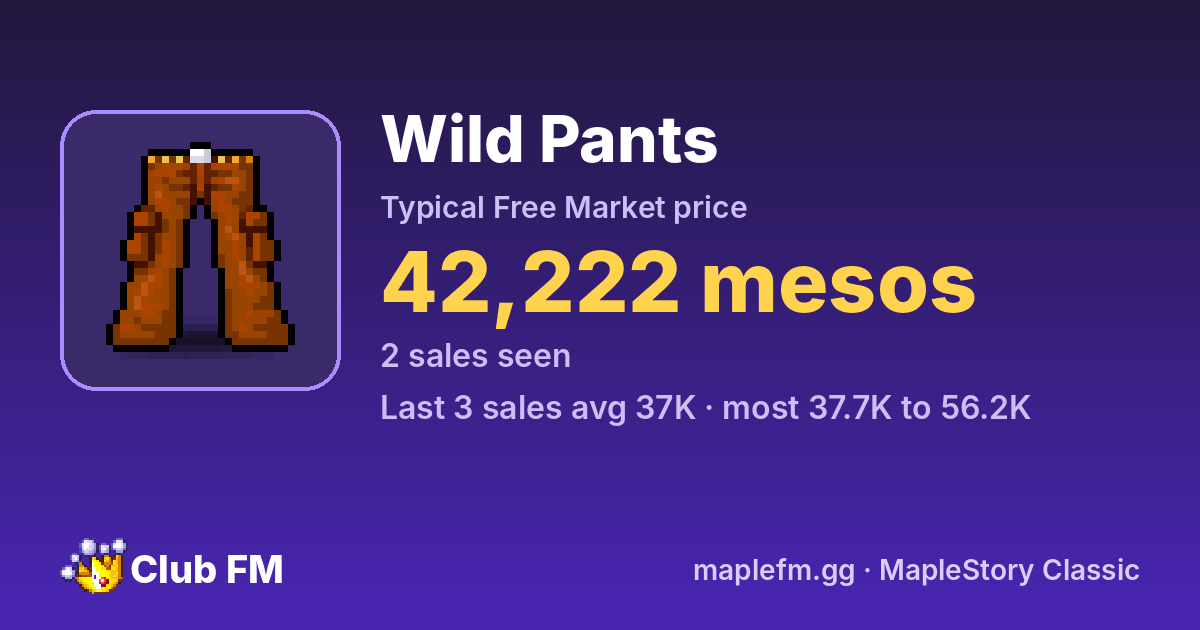 Wild Pants
Typical Free Market price
42,222 mesos
2 sales seen
Last 3 sales avg 37K · most 37.7K to 56.2K
Club FM
maplefm.gg · MapleStory Classic